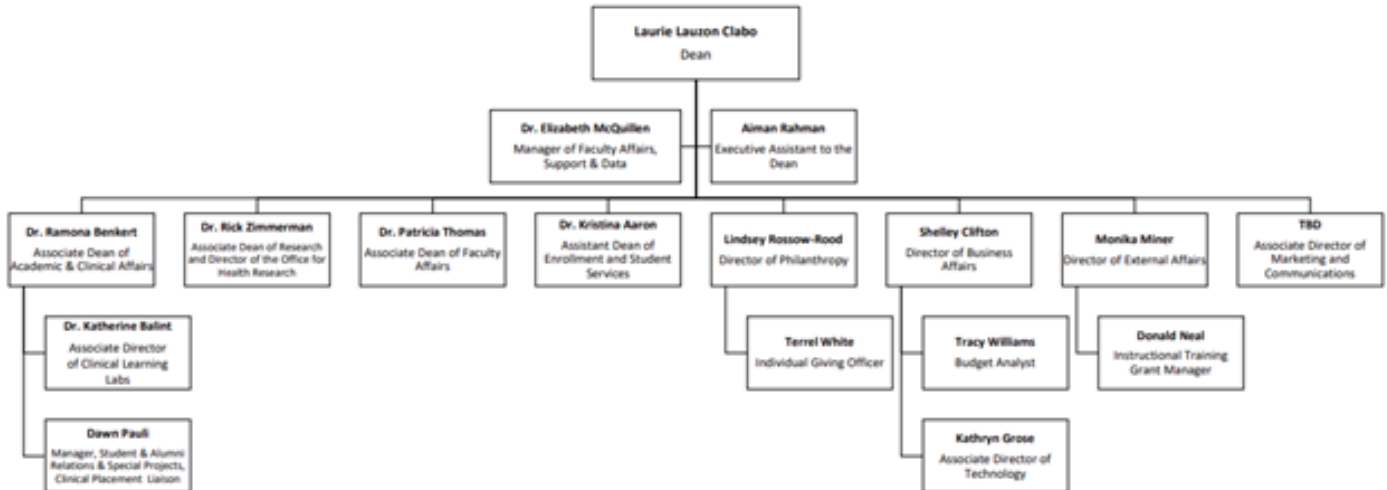 Laurie Lauzon Clabo
Dean
Dr. Elizabeth McQuillen
Manager of Faculty Affairs,
Support & Data
Aiman Rahman
Executive Assistant to the
Dean
Dr. Ramona Benkert
Associate Dean of
Academic & Clinical Affairs
Dr. Rick Zimmerman
Associate Dean of Research
and Director of the Office for
Health Research
Dr. Patricia Thomas
Associate Dean of Faculty
Affairs
Dr. Kristina Aaron
Assistant Dean of
Enrollment and Student
Services
Lindsey Rossow-Rood
Director of Philanthropy
Shelley Clifton
Director of Business
Affairs
Monika Miner
Director of External Affairs
TBD
Associate Director of
Marketing and
Communications
Dr. Katherine Balint
Associate Director
of Clinical Learning
Labs
Terrel White
Individual Giving Officer
Tracy Williams
Budget Analyst
Donald Neal
Instructional Training
Grant Manager
Dawn Pauli
Manager, Student & Alumni
Relations & Special Projects,
Clinical Placement Liaison
Kathryn Grose
Associate Director of
Technology